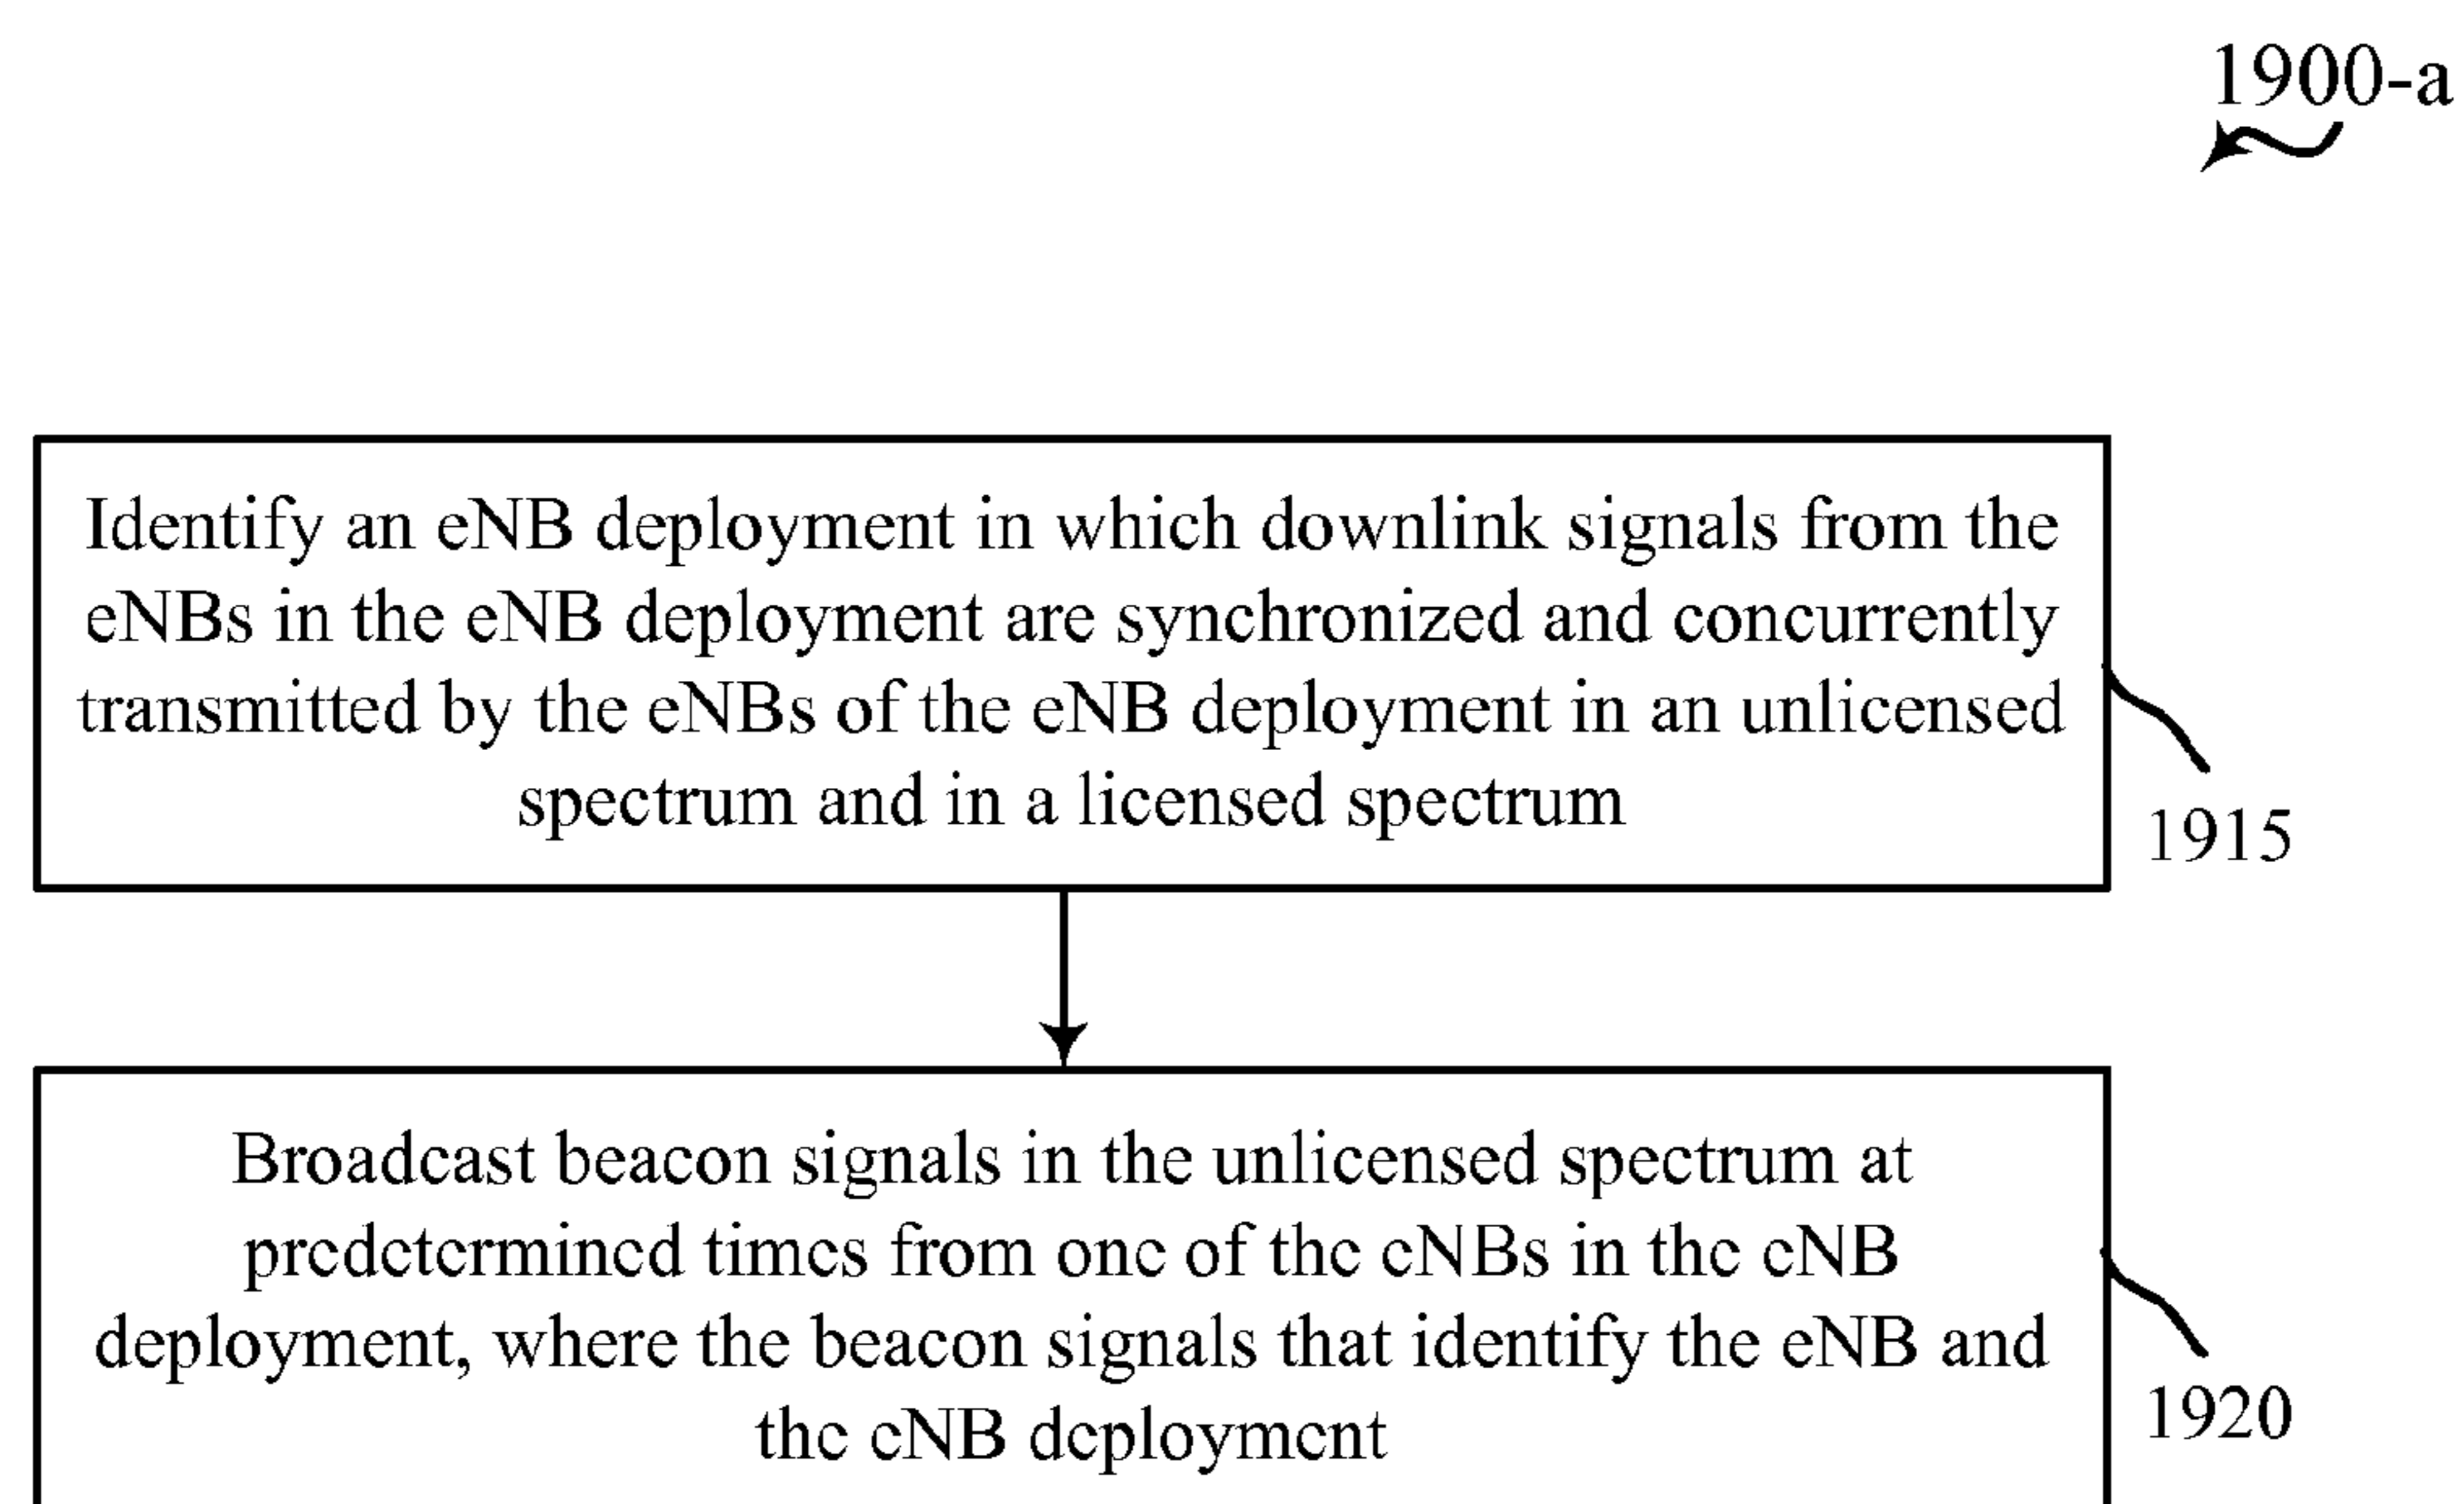 1900-a
Identify an eNB deployment in which downlink signals from the
eNBs in the eNB deployment are synchronized and concurrently
transmitted by the eNBs of the eNB deployment in an unlicensed
spectrum and in a licensed spectrum
1915
Broadcast beacon signals in the unlicensed spectrum at
predetermined times from one of the eNBs in the eNB
deployment, where the beacon signals that identify the eNB and
the eNB deployment
1920